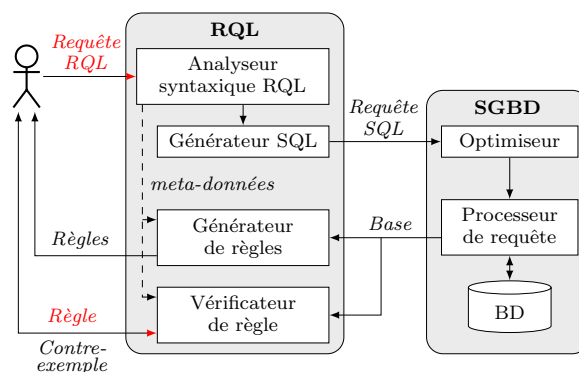 RQL
Requête
RQL
Analyseur
syntaxique RQL
Requête
SQL
SGBD
Générateur SQL
Optimiseur
meta-données
Générateur
de règles
Règles
Base
Processeur
de requête
Vérificateur
de règle
Règle
Contre-
exemple
BD